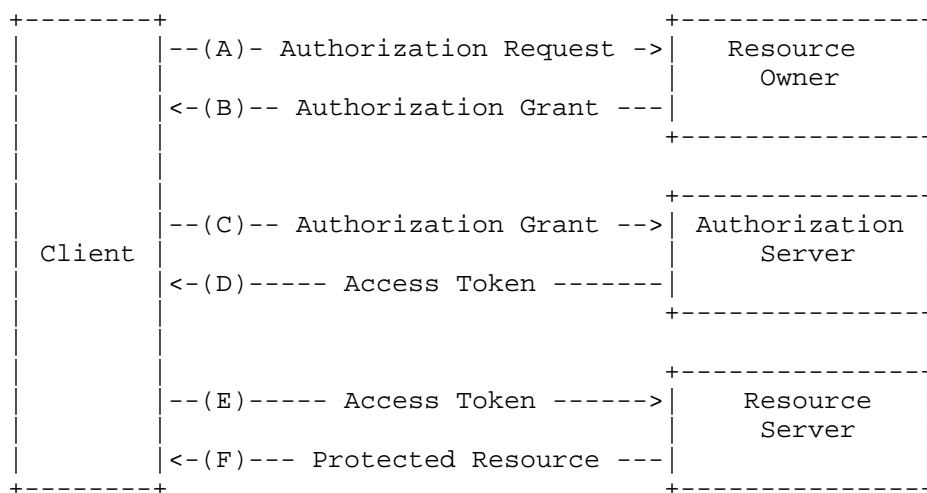 --(A)- Authorization Request -> Resource
Owner
<-(B)-- Authorization Grant ---
--(C)-- Authorization Grant --> Authorization
Client Server
<-(D)----- Access Token -------
--(E)----- Access Token ------> Resource
Server
<-(F)--- Protected Resource ---